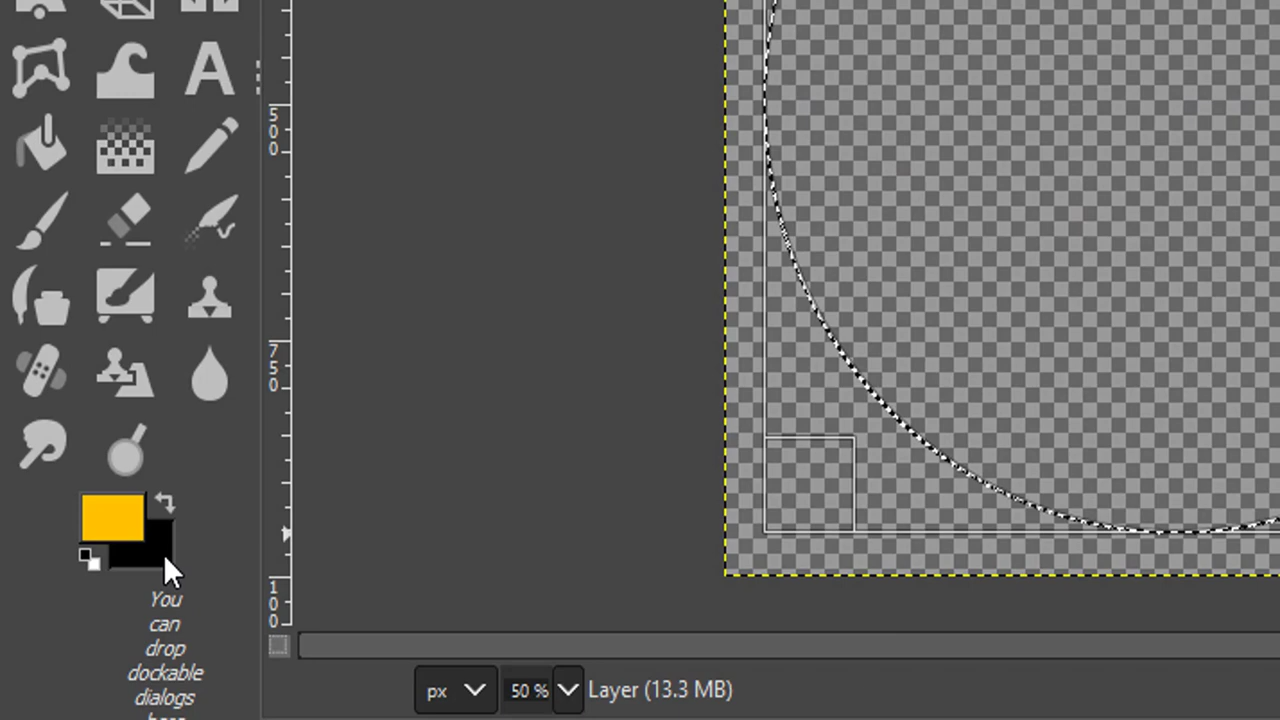 A
5
0
0
7
5
0
1
0
0
You
can
drop
dockable
dialogs
here
px
50 %
Layer (13.3 MB)